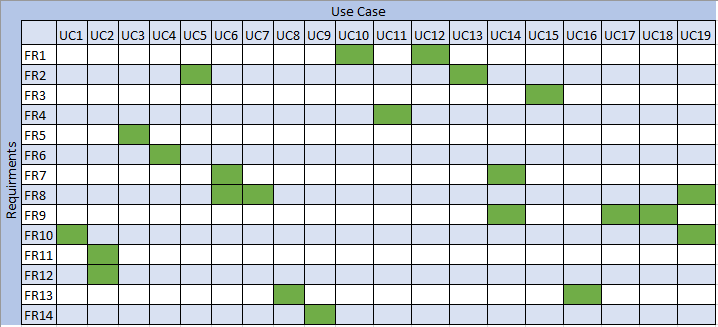 Use Case
UC1 UC2 UC3 UC4 UC5 UC6 UC7 UC8 UC9 UC10 UC11 UC12 UC13 UC14 UC15 UC16 UC17 UC18 UC19
Requirments
FR1
FR2
FR3
FR4
FR5
FR6
FR7
FR8
FR9
FR10
FR11
FR12
FR13
FR14